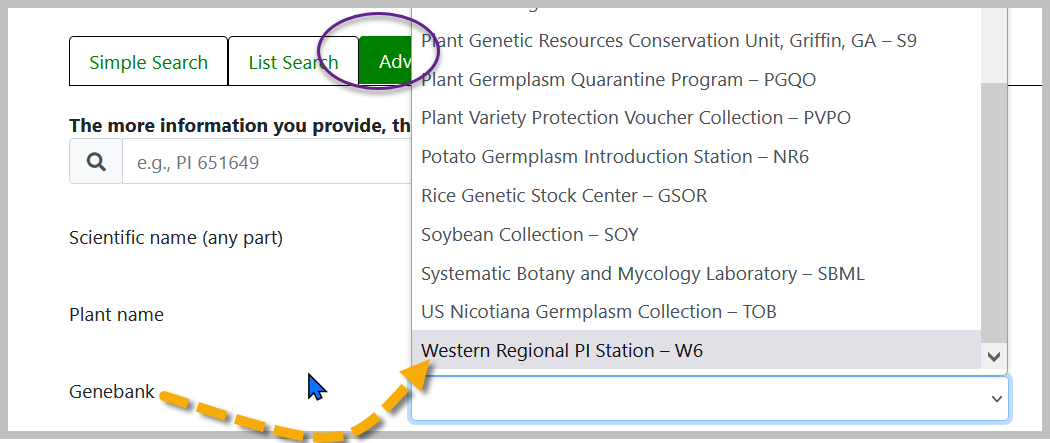 Simple Search
List Search
Adv
The more information you provide, th
e.g., PI 651649
Scientific name (any part)
Plant name
Genebank
Plant Genetic Resources Conservation Unit, Griffin, GA – S9
Plant Germplasm Quarantine Program – PGQO
Plant Variety Protection Voucher Collection – PVPO
Potato Germplasm Introduction Station – NR6
Rice Genetic Stock Center – GSOR
Soybean Collection – SOY
Systematic Botany and Mycology Laboratory – SBML
US Nicotiana Germplasm Collection – TOB
Western Regional PI Station – W6